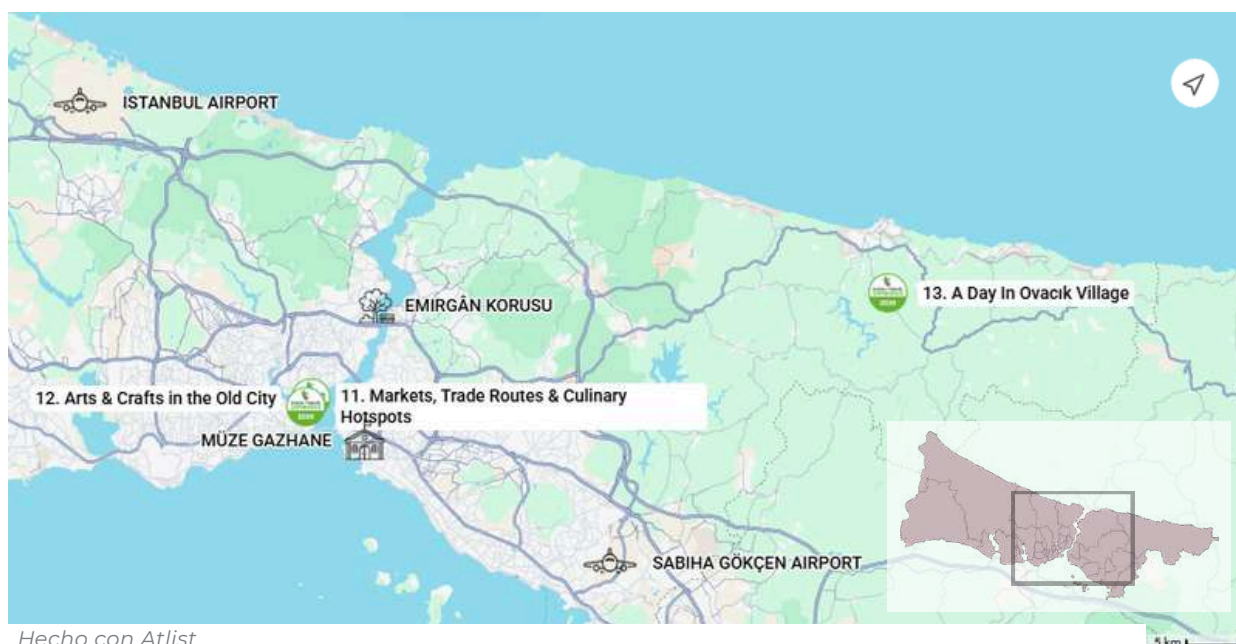 ISTANBUL AIRPORT
EMIRGÂN KORUSU
13. A Day In Ovacık Village
12. Arts & Crafts in the Old City
11. Markets, Trade Routes & Culinary
Hotspots
MÜZE GAZHANE
SABIHA GÖKÇEN AIRPORT
Hecho con Atlist
5 km